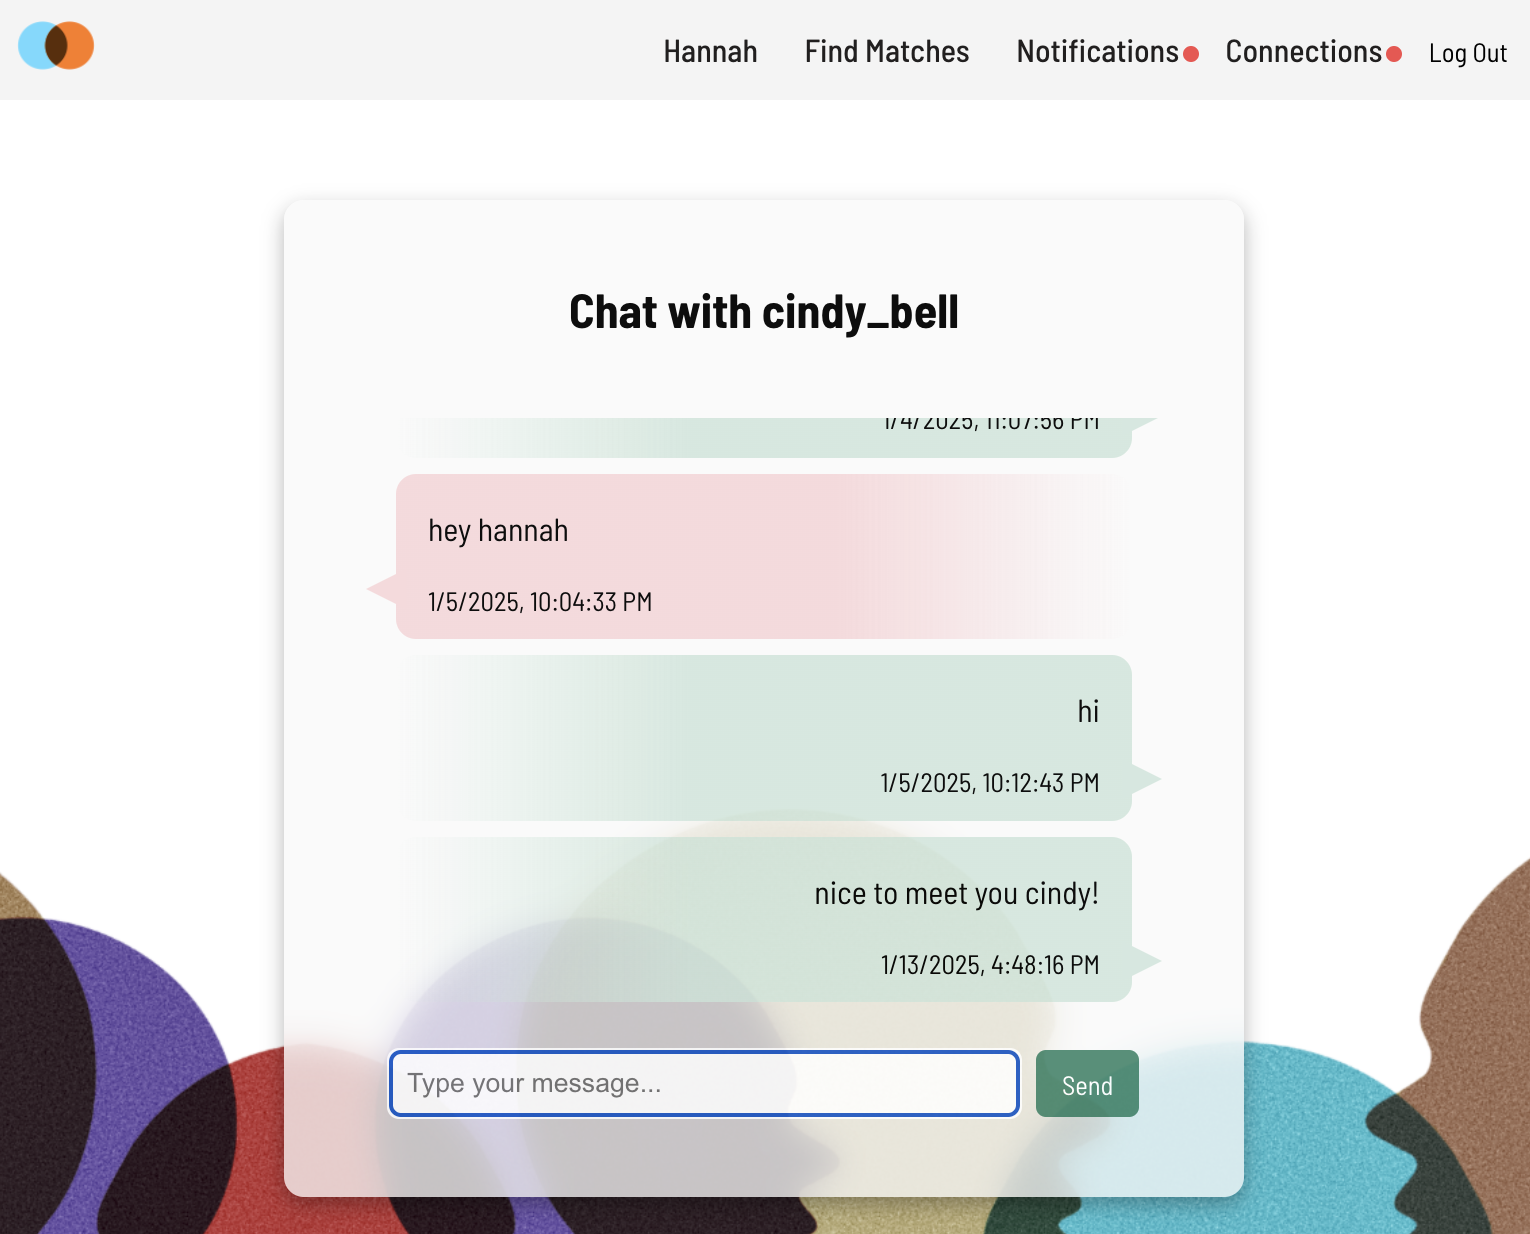 Hannah Find Matches Notifications Connections Log Out
Chat with cindy_bell
1/4/2025, 11:07:56 PM
hey hannah
1/5/2025, 10:04:33 PM
hi
1/5/2025, 10:12:43 PM
nice to meet you cindy!
1/13/2025, 4:48:16 PM
Type your message...
Send